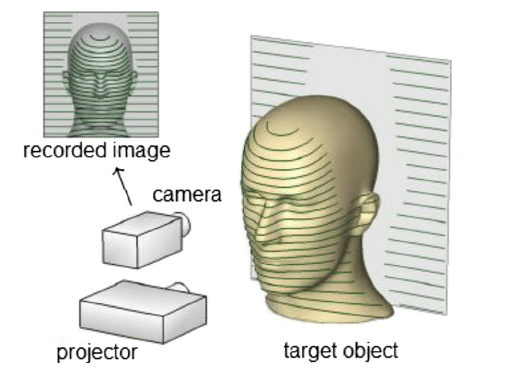 recorded image
camera
projector
target object